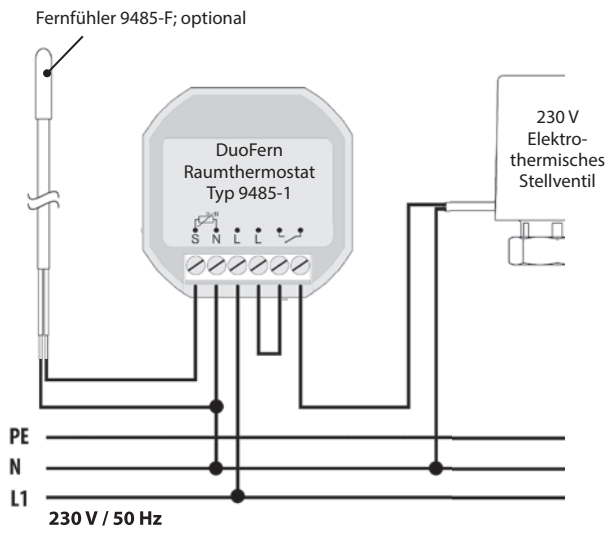 Fernfühler 9485-F; optional
DuoFern
Raumthermostat
Typ 9485-1
S N L L
230 V
Elektro-
thermisches
Stellventil
PE
N
L1
230 V / 50 Hz